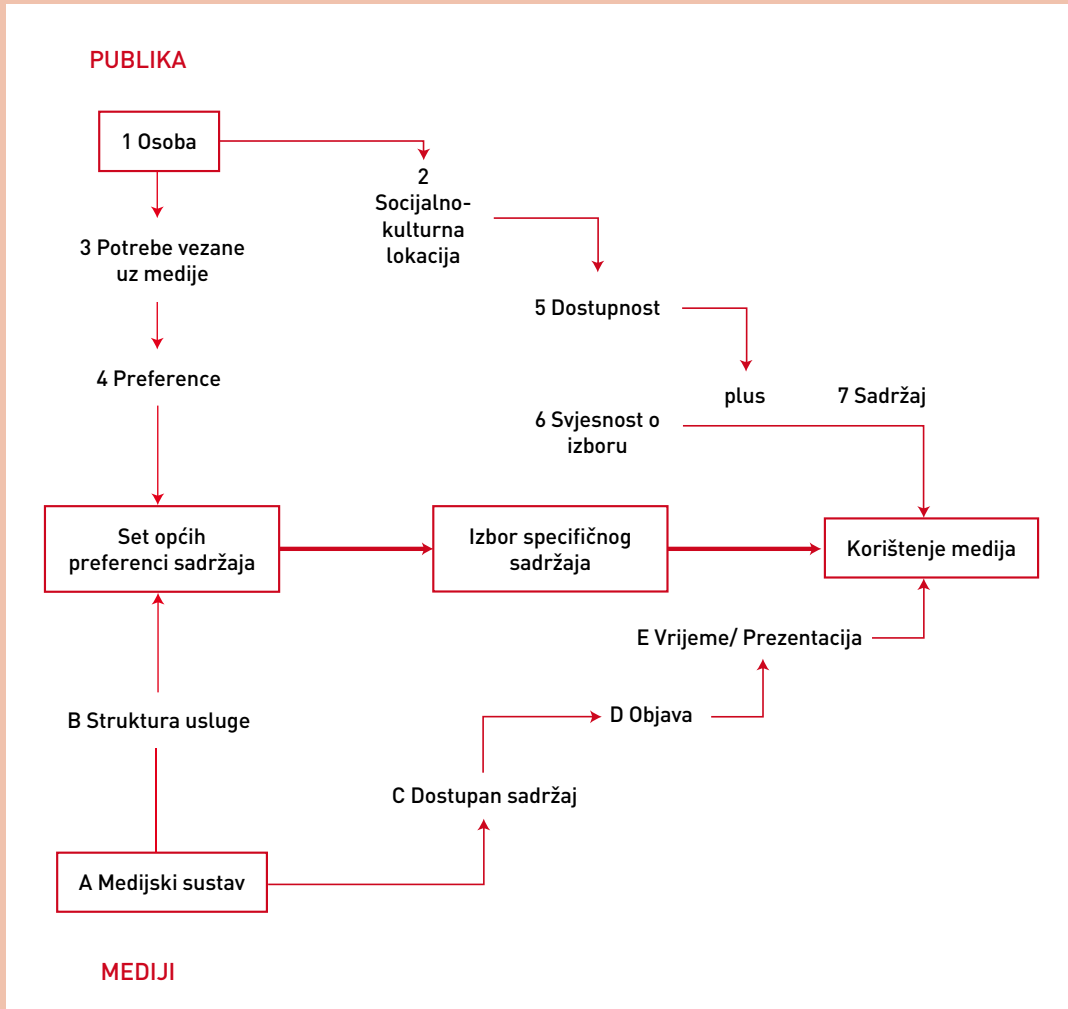 PUBLIKA
1 Osoba
2
Socijalno-
kulturna
lokacija
3 Potrebe vezane
uz medije
5 Dostupnost
4 Preference
plus
7 Sadržaj
6 Svjesnost o
izboru
Set općih
preferenci sadržaja
Izbor specifičnog
sadržaja
Korištenje medija
E Vrijeme/ Prezentacija
B Struktura usluge
D Objava
C Dostupan sadržaj
A Medijski sustav
MEDIJI